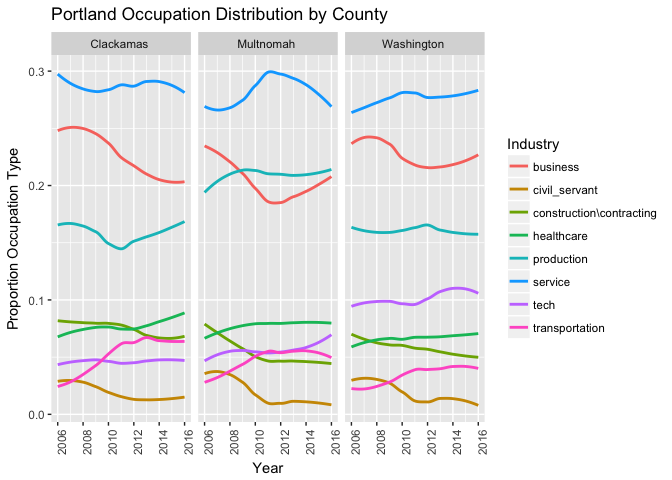 Portland Occupation Distribution by County
Clackamas
Multnomah
Washington
Proportion Occupation Type
0.3
0.2
0.1
0.0
2006
2008
2010
2012
2014
2016
2006
2008
2010
2012
2014
2016
2006
2008
2010
2012
2014
2016
Year
Industry
business
civil_servant
construction\contracting
healthcare
production
service
tech
transportation